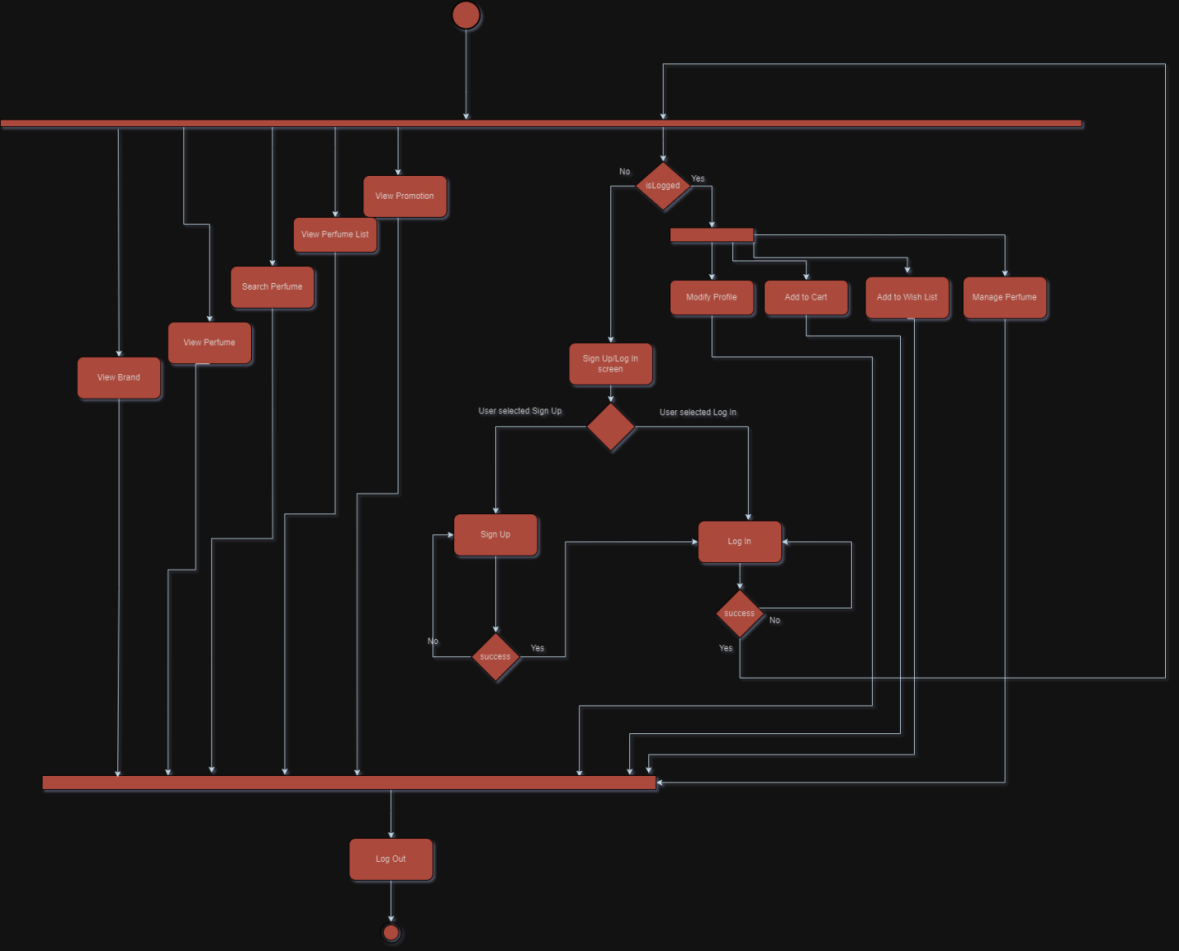 No
isLogged
Yes
View Promotion
View Perfume List
Search Perfume
View Perfume
View Brand
Modify Profile
Add to Cart
Add to Wish List
Manage Perfume
Sign Up/Log In
screen
User selected Sign Up
User selected Log In
Sign Up
Log In
success
No
Yes
No
success
Yes
Log Out